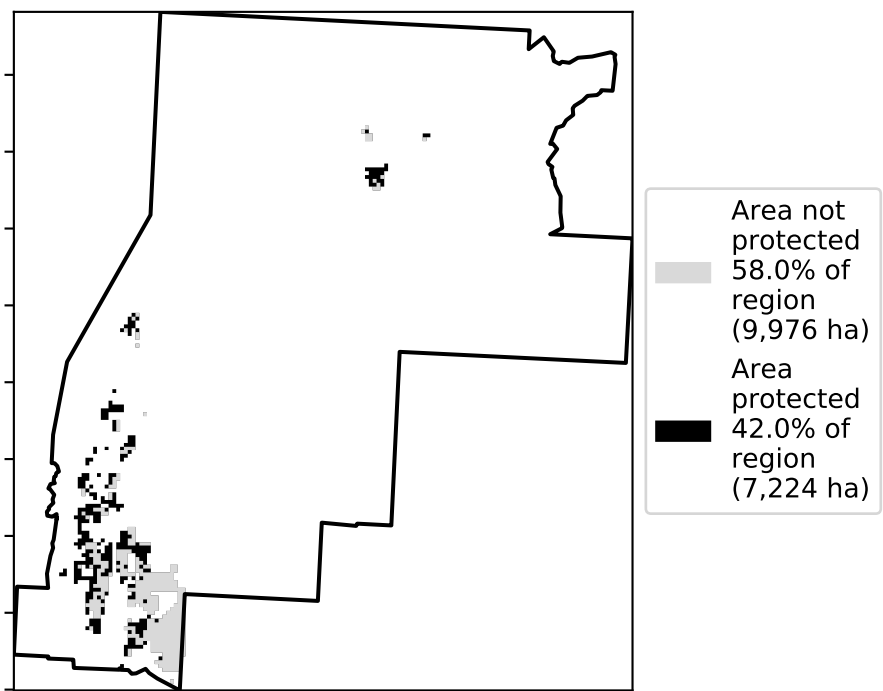 Area not
protected
58.0% of
region
(9,976 ha)
Area
protected
42.0% of
region
(7,224 ha)